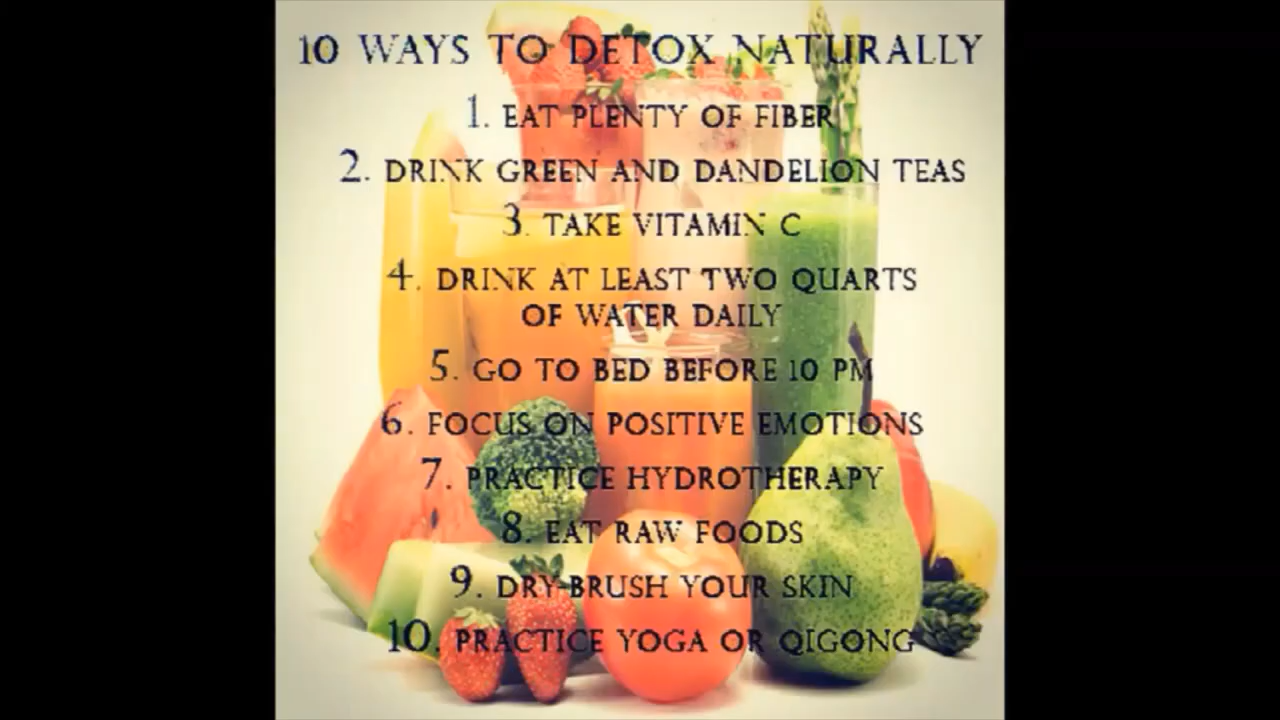 10 WAYS TO DETOX NATURALLY
1. EAT PLENTY OF FIBER
2. DRINK GREEN AND DANDELION TEAS
3. TAKE VITAMIN C
4. DRINK AT LEAST TWO QUARTS
OF WATER DAILY
5. GO TO BED BEFORE 10 PM
6. FOCUS ON POSITIVE EMOTIONS
7. PRACTICE HYDROTHERAPY
8. EAT RAW FOODS
9. DRY-BRUSH YOUR SKIN
10. PRACTICE YOGA OR QIGONG